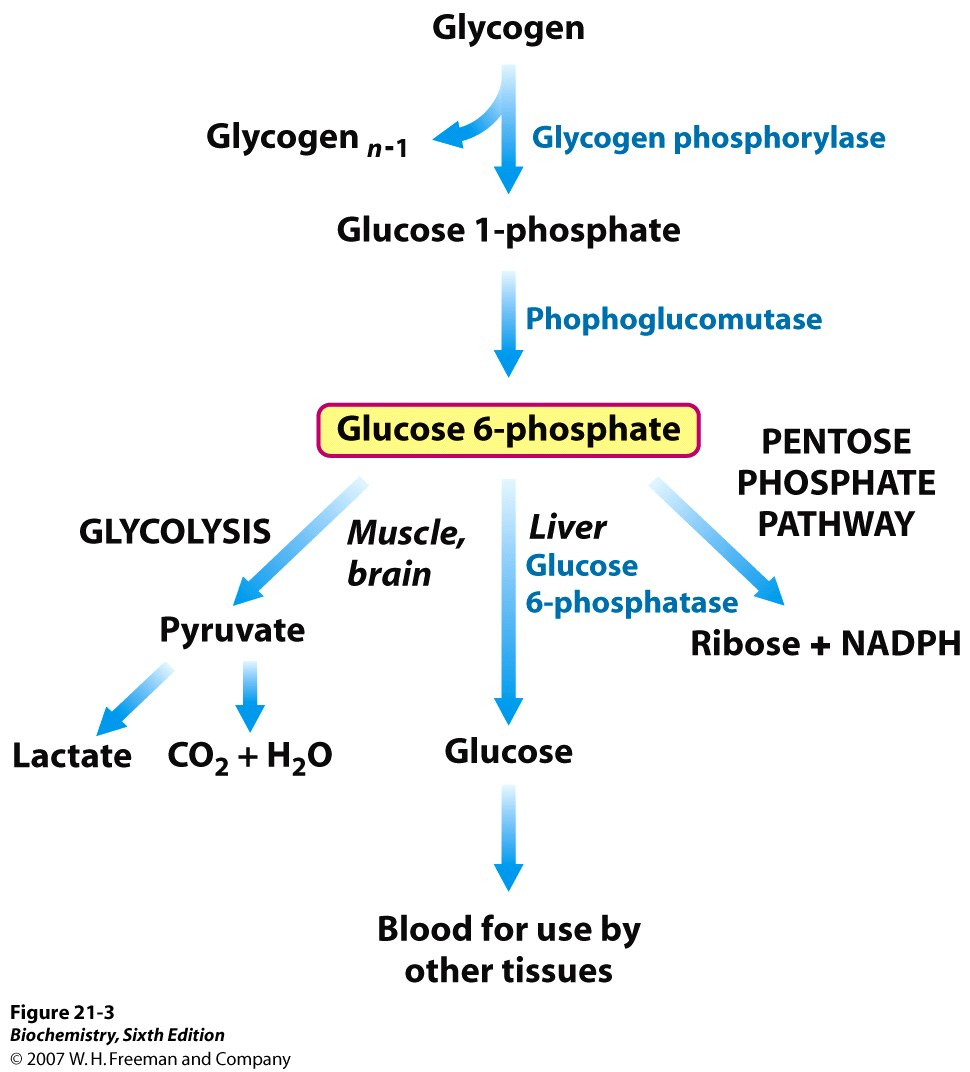 Glycogen
Glycogen n-1
Glycogen phosphorylase
Glucose 1-phosphate
Phophoglucomutase
Glucose 6-phosphate
PENTOSE
PHOSPHATE
PATHWAY
GLYCOLYSIS
Muscle,
brain
Liver
Glucose
6-phosphatase
Pyruvate
Ribose + NADPH
Lactate
CO₂ + H₂O
Glucose
Blood for use by
other tissues
Figure 21-3
Biochemistry, Sixth Edition
© 2007 W. H. Freeman and Company